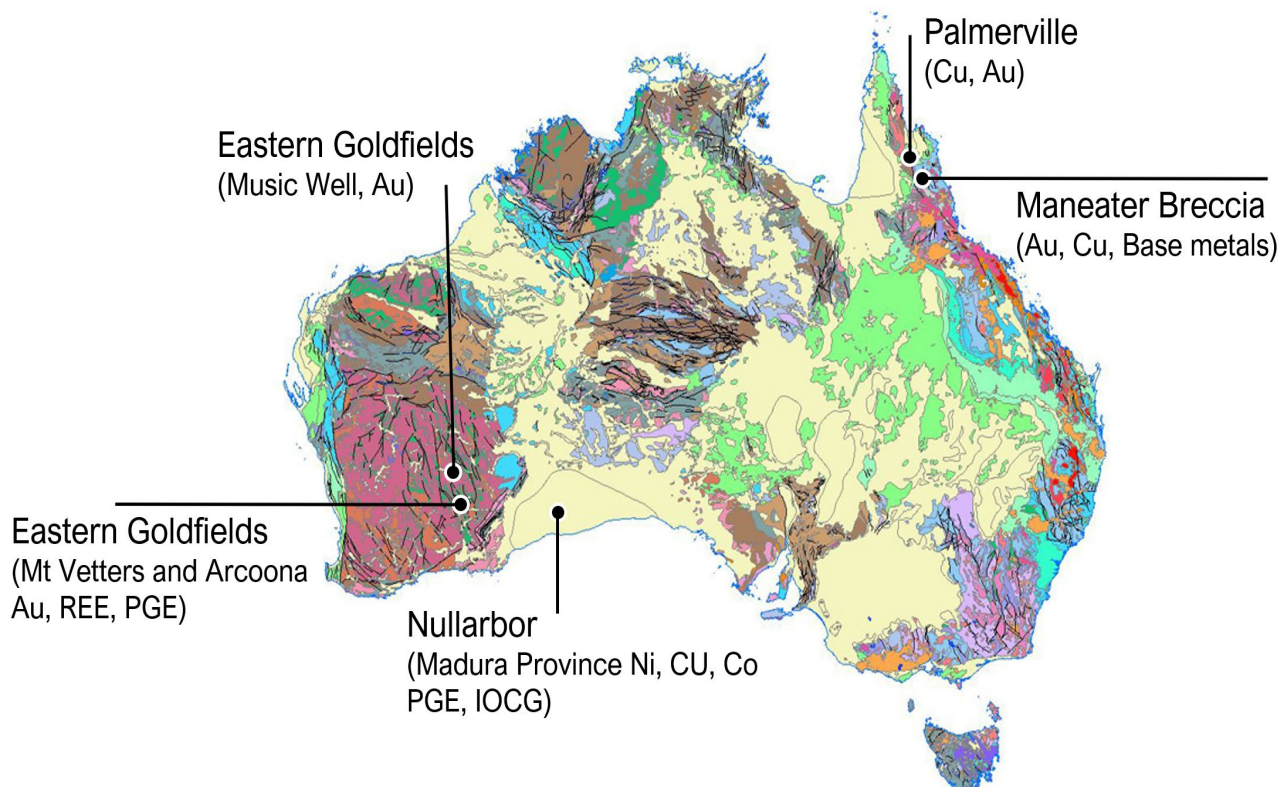 Palmerville
(Cu, Au)
Eastern Goldfields
(Music Well, Au)
Maneater Breccia
(Au, Cu, Base metals)
Eastern Goldfields
(Mt Vetters and Arcoona
Au, REE, PGE)
Nullarbor
(Madura Province Ni, CU, Co
PGE, IOCG)